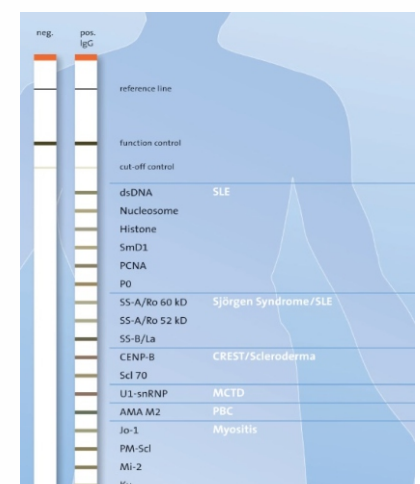 neg. pos.
IgG
reference line
function control
cut-off control
dsDNA SLE
Nucleosome
Histone
SmD1
PCNA
P0
SS-A/Ro 60 kD Sjörgen Syndrome/SLE
SS-A/Ro 52 kD
SS-B/La
CENP-B CREST/Scleroderma
Scl 70
U1-snRNP MCTD
AMA M2 PBC
Jo-1 Myositis
PM-Scl
Mi-2